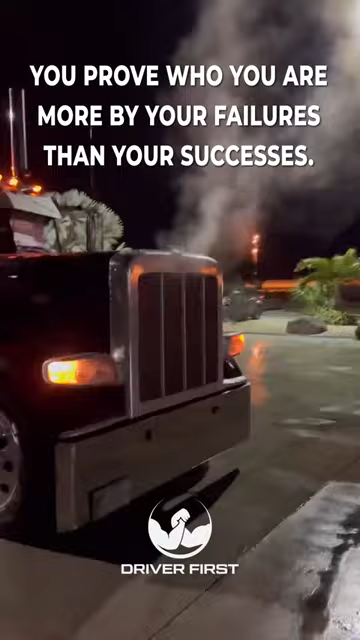 YOU PROVE WHO YOU ARE
MORE BY YOUR FAILURES
THAN YOUR SUCCESSES.
DRIVER FIRST